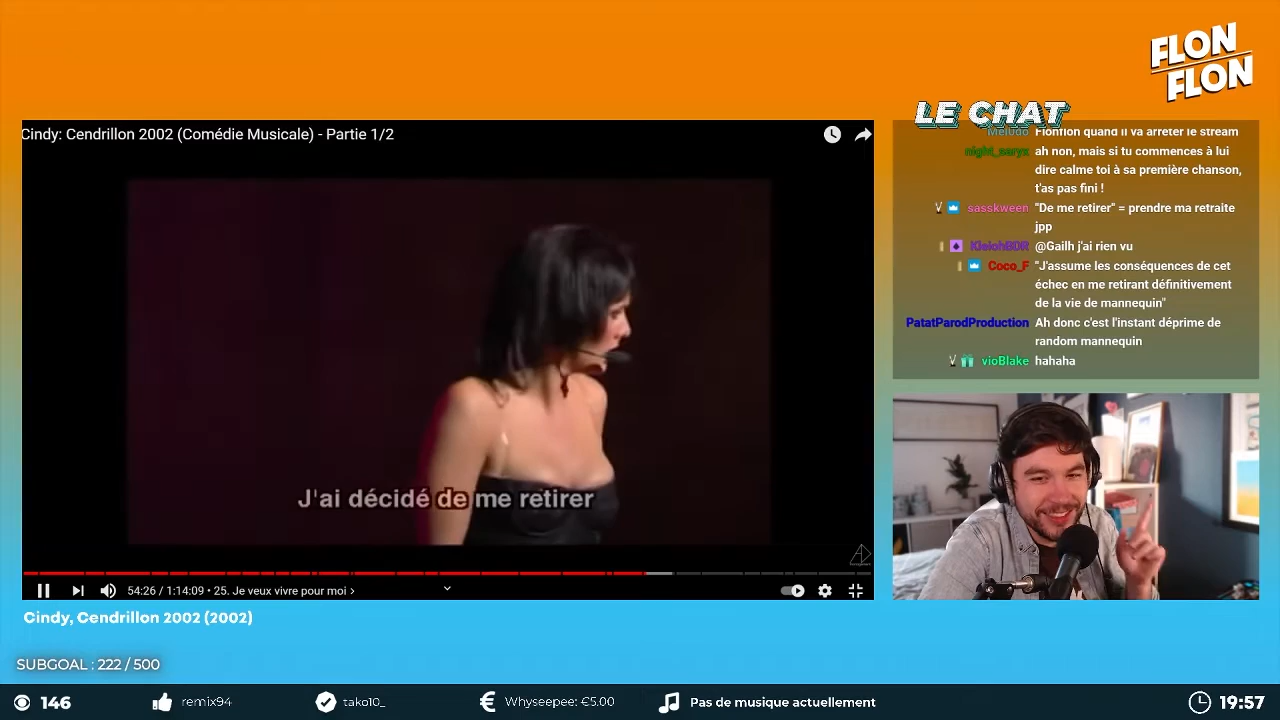 FLON
FLON
LE CHAT
Cindy: Cendrillon 2002 (Comédie Musicale) - Partie 1/2
Meludo Flonflon quand il va arrêter le stream
night_saryx ah non, mais si tu commences à lui
dire calme toi à sa première chanson,
t'as pas fini !
sasskween "De me retirer" = prendre ma retraite
jpp
KleiohBDR @Gailh j'ai rien vu
Coco_F "J'assume les conséquences de cet
échec en me retirant définitivement
de la vie de mannequin"
PatatParodProduction Ah donc c'est l'instant déprime de
random mannequin
vioBlake hahaha
J'ai décidé de me retirer
54:26 / 1:14:09 • 25. Je veux vivre pour moi
Cindy, Cendrillon 2002 (2002)
SUBGOAL : 222 / 500
146 remix94 tako10_ € Whyseepee: €5.00 Pas de musique actuellement 19:57